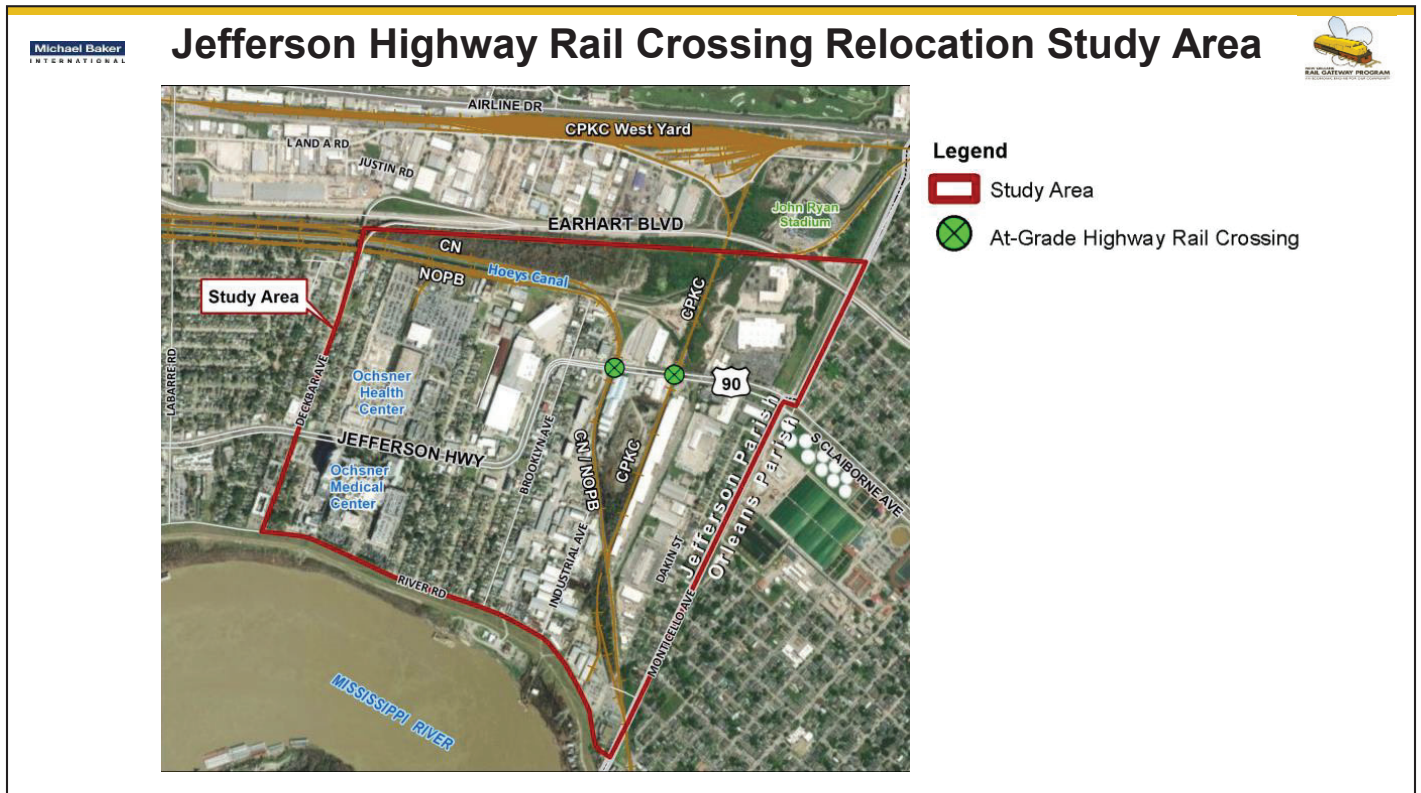 Michael Baker
INTERNATIONAL
Jefferson Highway Rail Crossing Relocation Study Area
NEW ORLEANS
RAIL GATEWAY PROGRAM
AIRLINE DR
CPKC West Yard
L AND A RD
JUSTIN RD
John Ryan
Stadium
EARHART BLVD
CN
NOPB
Hoeys Canal
CPKC
Study Area
LABARRE RD
DECKBAR AVE
Ochsner
Health
Center
90
JEFFERSON HWY
BROOKLYN AVE
CN / NOPB
CPKC
Jefferson Parish
Orleans Parish
S CLAIBORNE AVE
Ochsner
Medical
Center
INDUSTRIAL AVE
DAKIN ST
MONTICELLO AVE
RIVER RD
MISSISSIPPI RIVER
Legend
Study Area
At-Grade Highway Rail Crossing